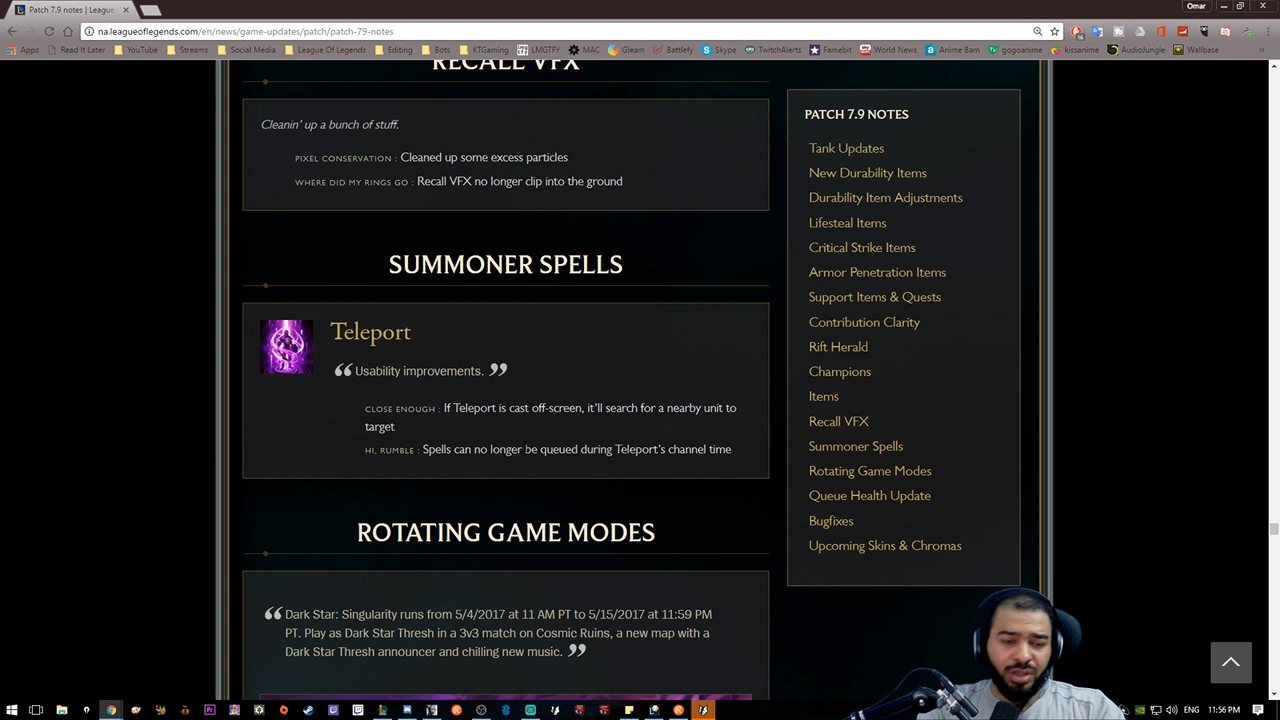 Patch 7.9 notes | League
Omar
na.leagueoflegends.com/en/news/game-updates/patch/patch-79-notes
Apps Read It Later YouTube Streams Social Media League Of Legends Editing Bots KTGaming LMGTFY MAC Gleam Battlefy Skype TwitchAlerts Famebit World News Anime Bam gogoanime kissanime AudioJungle Wallbase
RECALL VFX
Cleanin' up a bunch of stuff.
PIXEL CONSERVATION : Cleaned up some excess particles
WHERE DID MY RINGS GO : Recall VFX no longer clip into the ground
SUMMONER SPELLS
Teleport
“ Usability improvements. ”
CLOSE ENOUGH : If Teleport is cast off-screen, it'll search for a nearby unit to
target
HI, RUMBLE : Spells can no longer be queued during Teleport's channel time
ROTATING GAME MODES
“ Dark Star: Singularity runs from 5/4/2017 at 11 AM PT to 5/15/2017 at 11:59 PM
PT. Play as Dark Star Thresh in a 3v3 match on Cosmic Ruins, a new map with a
Dark Star Thresh announcer and chilling new music. ”
PATCH 7.9 NOTES
Tank Updates
New Durability Items
Durability Item Adjustments
Lifesteal Items
Critical Strike Items
Armor Penetration Items
Support Items & Quests
Contribution Clarity
Rift Herald
Champions
Items
Recall VFX
Summoner Spells
Rotating Game Modes
Queue Health Update
Bugfixes
Upcoming Skins & Chromas
ENG 11:56 PM